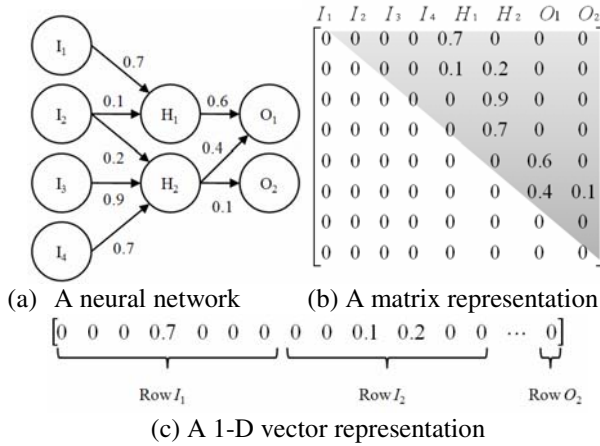 I₁
I₂
I₃
I₄
0.7
0.1
0.2
0.9
0.7
H₁
H₂
0.6
0.4
0.1
O₁
O₂
(a) A neural network
I₁ I₂ I₃ I₄ H₁ H₂ O₁ O₂
0 0 0 0 0.7 0 0 0
0 0 0 0 0.1 0.2 0 0
0 0 0 0 0 0.9 0 0
0 0 0 0 0 0.7 0 0
0 0 0 0 0 0 0.6 0
0 0 0 0 0 0 0.4 0.1
0 0 0 0 0 0 0 0
0 0 0 0 0 0 0 0
(b) A matrix representation
[0 0 0 0.7 0 0 0 0 0 0.1 0.2 0 0 ⋯ 0]
Row I₁ Row I₂ Row O₂
(c) A 1-D vector representation